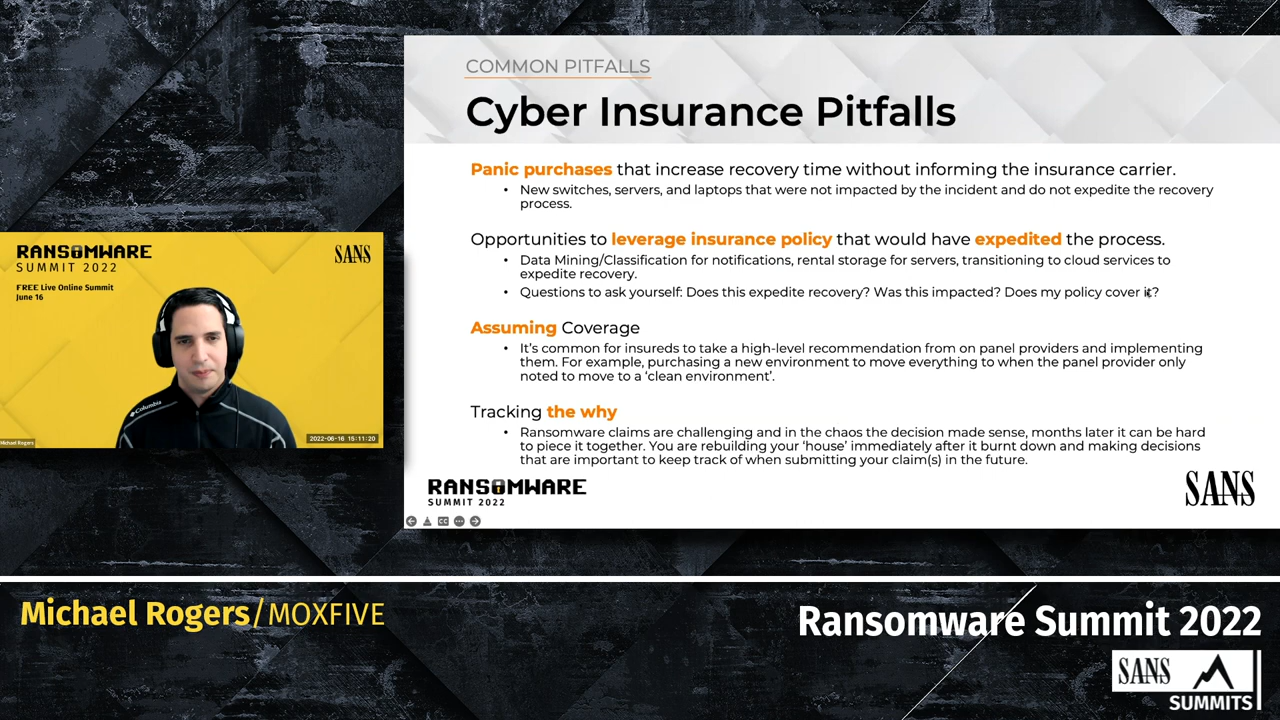 COMMON PITFALLS
Cyber Insurance Pitfalls
Panic purchases that increase recovery time without informing the insurance carrier.
• New switches, servers, and laptops that were not impacted by the incident and do not expedite the recovery
process.
Opportunities to leverage insurance policy that would have expedited the process.
• Data Mining/Classification for notifications, rental storage for servers, transitioning to cloud services to
expedite recovery.
• Questions to ask yourself: Does this expedite recovery? Was this impacted? Does my policy cover it?
Assuming Coverage
• It's common for insureds to take a high-level recommendation from on panel providers and implementing
them. For example, purchasing a new environment to move everything to when the panel provider only
noted to move to a 'clean environment'.
Tracking the why
• Ransomware claims are challenging and in the chaos the decision made sense, months later it can be hard
to piece it together. You are rebuilding your 'house' immediately after it burnt down and making decisions
that are important to keep track of when submitting your claim(s) in the future.
RANSOMWARE
SUMMIT 2022
SANS
CC
RANSOMWARE
SUMMIT 2022
SANS
FREE Live Online Summit
June 16
Columbia
Michael Rogers
2022-06-16 15:11:20
Michael Rogers/MOXFIVE
Ransomware Summit 2022
SANS
SUMMITS